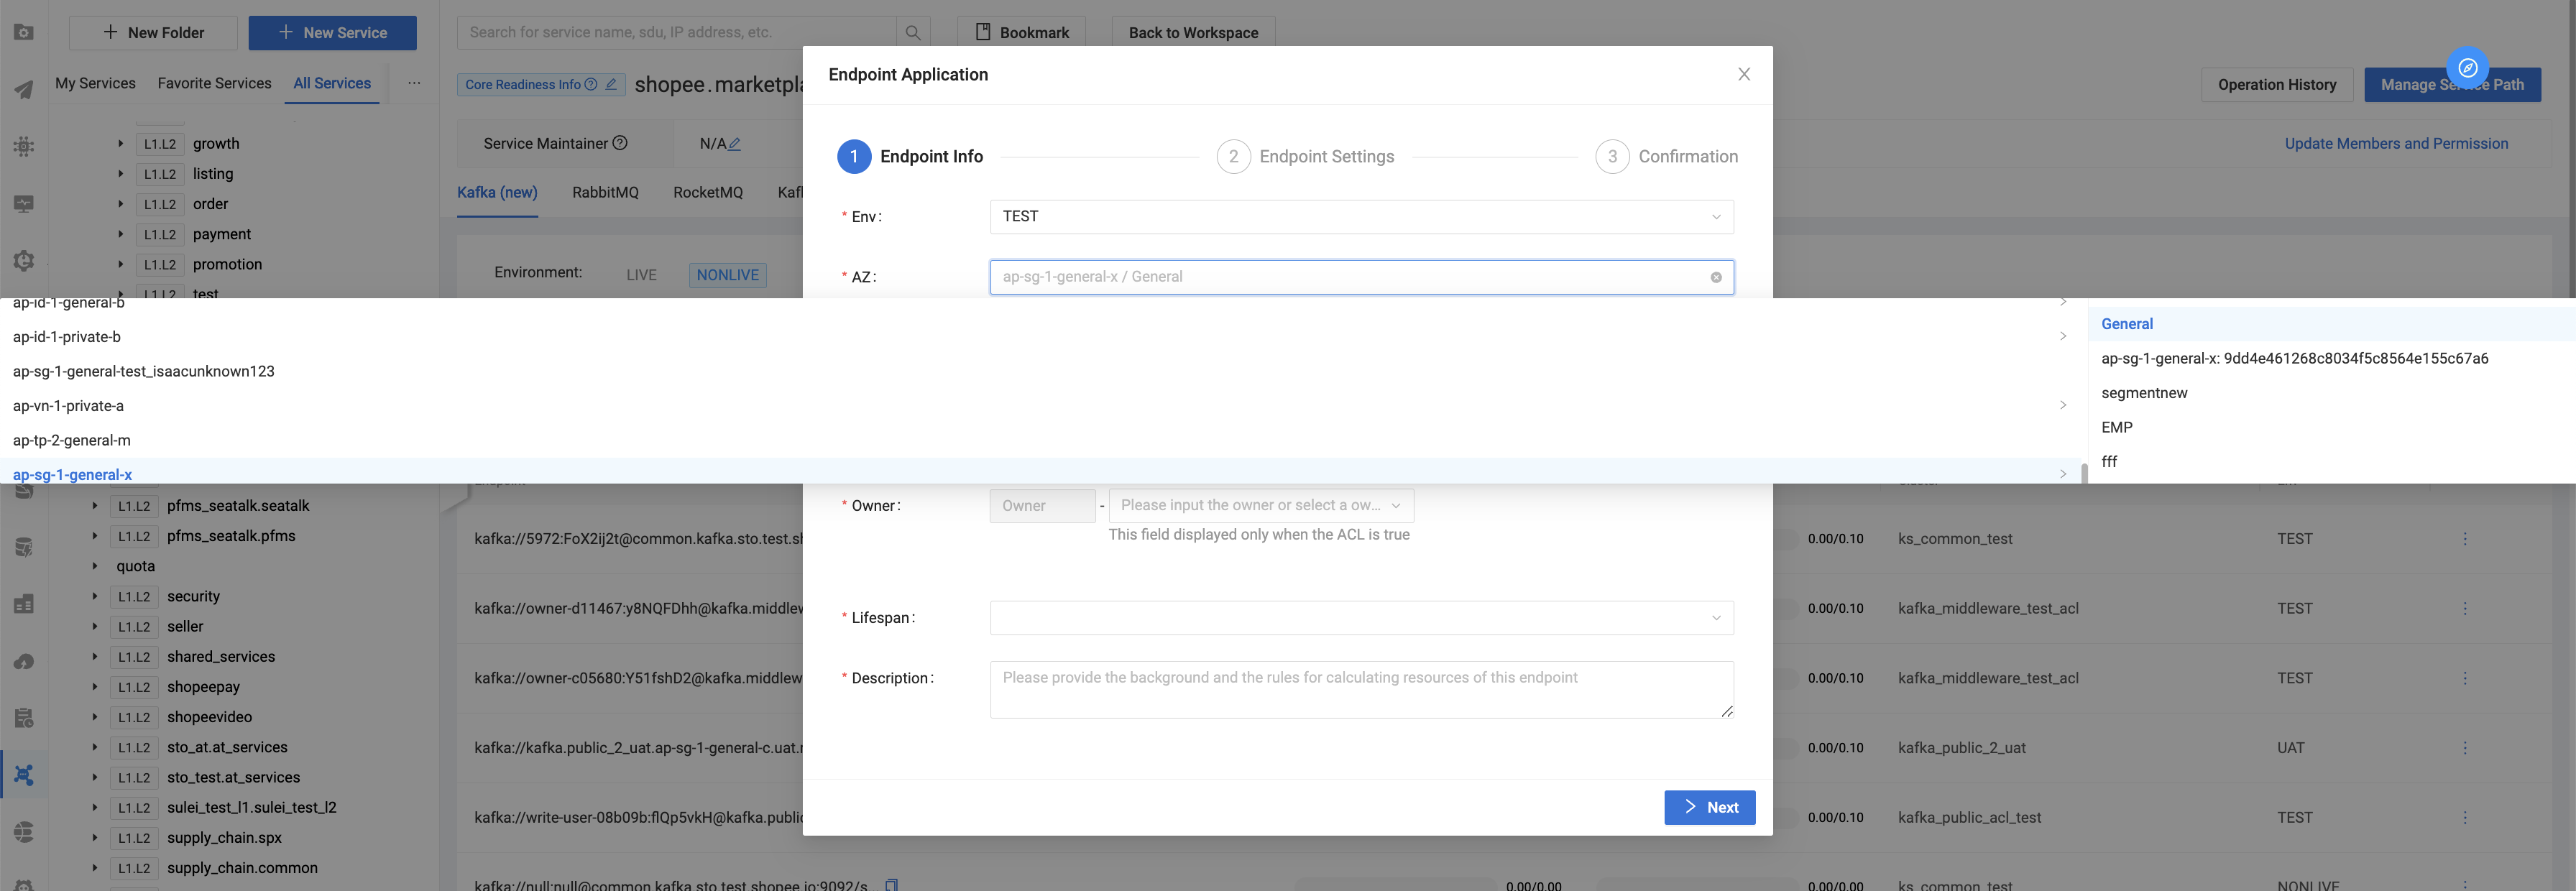 New Folder
New Service
Search for service name, sdu, IP address, etc.
Bookmark
Back to Workspace
My Services
Favorite Services
All Services
...
Core Readiness Info
shopee.marketpla
Operation History
Manage Path
Service Maintainer
N/A
Update Members and Permission
Kafka (new)
RabbitMQ
RocketMQ
Environment:
LIVE
NONLIVE
L1.L2 growth
L1.L2 listing
L1.L2 order
L1.L2 payment
L1.L2 promotion
L1.L2 test
Endpoint Application
1 Endpoint Info
2 Endpoint Settings
3 Confirmation
* Env:
TEST
* AZ:
ap-sg-1-general-x / General
ap-id-1-general-b
ap-id-1-private-b
ap-sg-1-general-test_isaacunknown123
ap-vn-1-private-a
ap-tp-2-general-m
ap-sg-1-general-x
General
ap-sg-1-general-x: 9dd4e461268c8034f5c8564e155c67a6
segmentnew
EMP
fff
* Owner:
Owner
-
Please input the owner or select a ow...
This field displayed only when the ACL is true
* Lifespan:
* Description:
Please provide the background and the rules for calculating resources of this endpoint
Next
L1.L2 pfms_seatalk.seatalk
L1.L2 pfms_seatalk.pfms
quota
L1.L2 security
L1.L2 seller
L1.L2 shared_services
L1.L2 shopeepay
L1.L2 shopeevideo
L1.L2 sto_at.at_services
L1.L2 sto_test.at_services
L1.L2 sulei_test_l1.sulei_test_l2
L1.L2 supply_chain.spx
L1.L2 supply_chain.common
kafka://5972:FoX2ij2t@common.kafka.sto.test.sh
0.00/0.10
ks_common_test
TEST
kafka://owner-d11467:y8NQFDhh@kafka.middlew
0.00/0.10
kafka_middleware_test_acl
TEST
kafka://owner-c05680:Y51fshD2@kafka.middlew
0.00/0.10
kafka_middleware_test_acl
TEST
kafka://kafka.public_2_uat.ap-sg-1-general-c.uat.r
0.00/0.10
kafka_public_2_uat
UAT
kafka://write-user-08b09b:flQp5vkH@kafka.public
0.00/0.10
kafka_public_acl_test
TEST
kafka://null:null@common.kafka.sto.test.shopee.io:9092/s
0.00/0.00
0.00/0.00
ks_common_test
NONLIVE